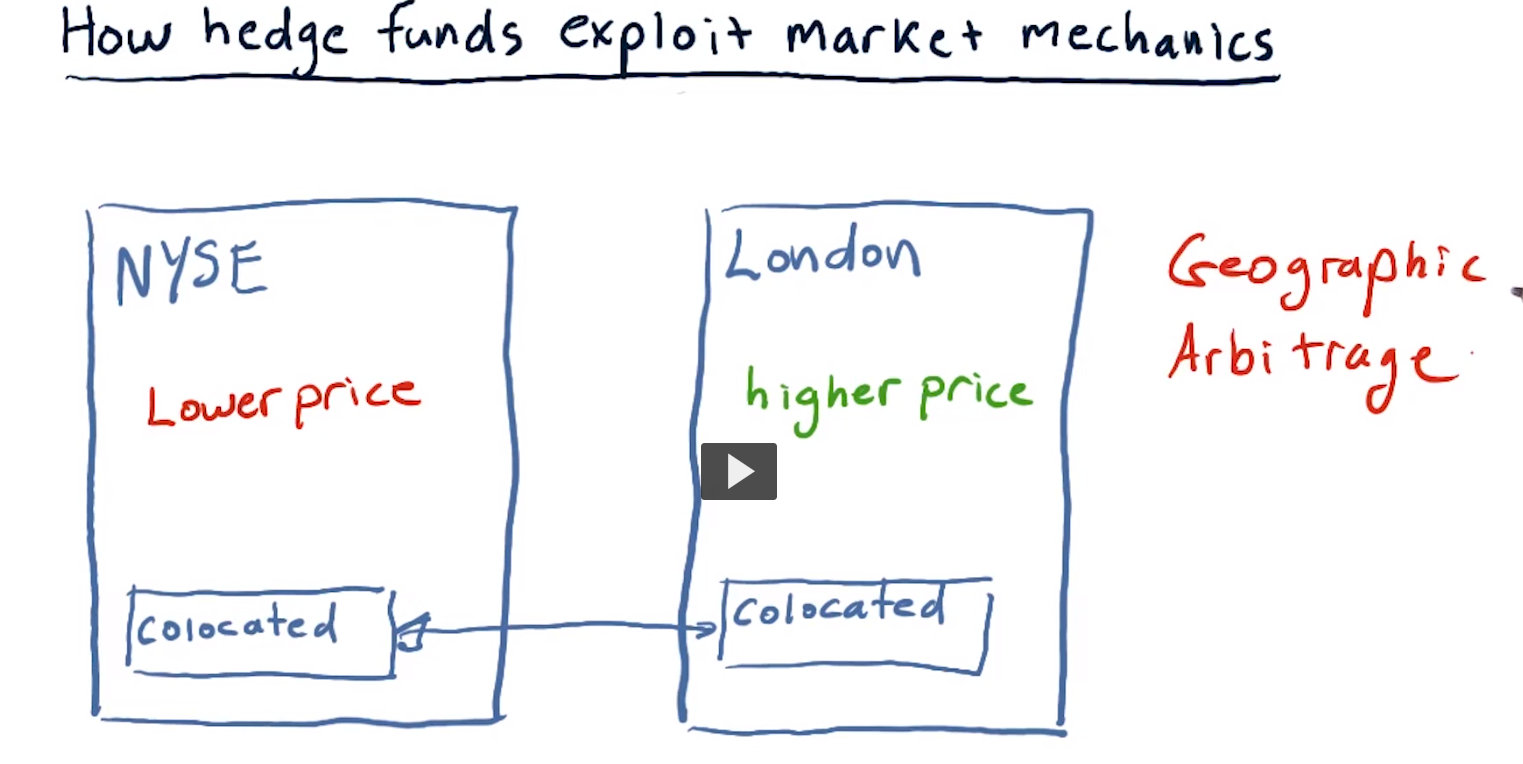 How hedge funds exploit market mechanics
NYSE
London
Geographic
Arbitrage
Lower price
higher price
colocated
colocated